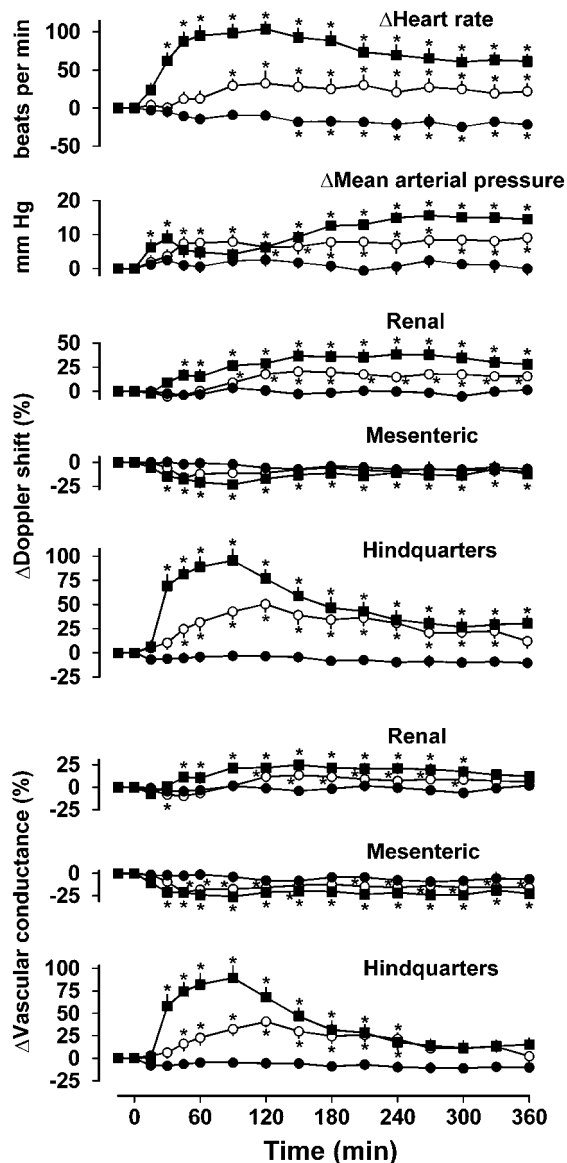 ΔHeart rate
beats per min
100
50
0
-50
ΔMean arterial pressure
mm Hg
20
10
0
ΔDoppler shift (%)
Renal
50
25
0
Mesenteric
0
-25
Hindquarters
100
75
50
25
0
-25
ΔVascular conductance (%)
Renal
25
0
-25
Mesenteric
0
-25
Hindquarters
100
75
50
25
0
-25
0 60 120 180 240 300 360
Time (min)